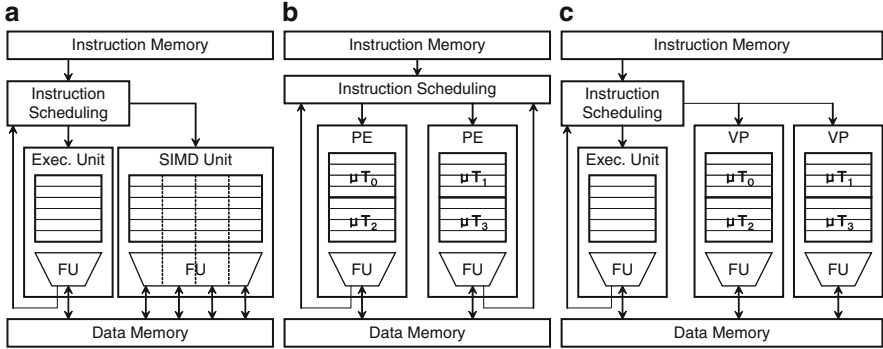 a
Instruction Memory
Instruction
Scheduling
Exec. Unit
SIMD Unit
FU
FU
Data Memory
b
Instruction Memory
Instruction Scheduling
PE
PE
μT0
μT1
μT2
μT3
FU
FU
Data Memory
c
Instruction Memory
Instruction
Scheduling
Exec. Unit
VP
VP
μT0
μT1
μT2
μT3
FU
FU
FU
Data Memory